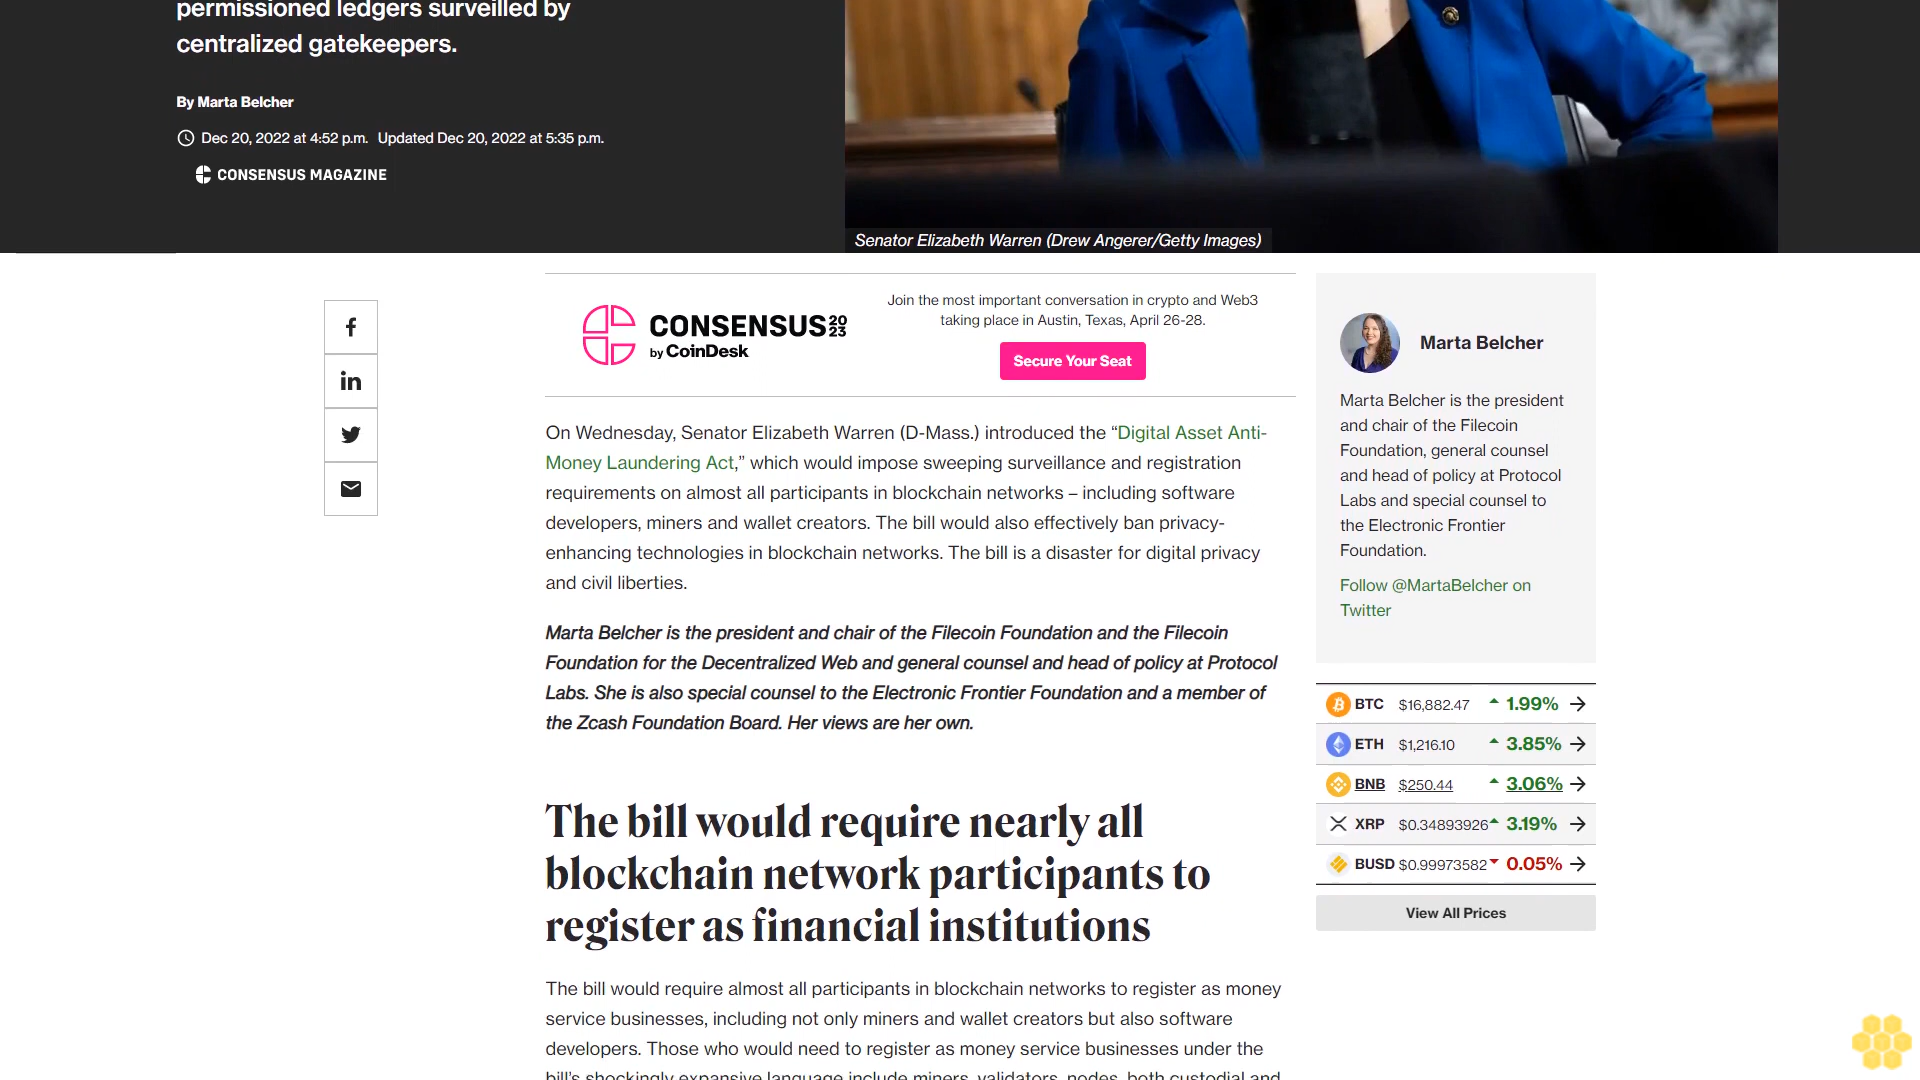 permissioned ledgers surveilled by
centralized gatekeepers.
By Marta Belcher
Dec 20, 2022 at 4:52 p.m. Updated Dec 20, 2022 at 5:35 p.m.
CONSENSUS MAGAZINE
Senator Elizabeth Warren (Drew Angerer/Getty Images)
f
in
CONSENSUS 2023
by CoinDesk
Join the most important conversation in crypto and Web3
taking place in Austin, Texas, April 26-28.
Secure Your Seat
On Wednesday, Senator Elizabeth Warren (D-Mass.) introduced the “Digital Asset Anti-
Money Laundering Act,” which would impose sweeping surveillance and registration
requirements on almost all participants in blockchain networks – including software
developers, miners and wallet creators. The bill would also effectively ban privacy-
enhancing technologies in blockchain networks. The bill is a disaster for digital privacy
and civil liberties.
Marta Belcher is the president and chair of the Filecoin Foundation and the Filecoin
Foundation for the Decentralized Web and general counsel and head of policy at Protocol
Labs. She is also special counsel to the Electronic Frontier Foundation and a member of
the Zcash Foundation Board. Her views are her own.
The bill would require nearly all
blockchain network participants to
register as financial institutions
The bill would require almost all participants in blockchain networks to register as money
service businesses, including not only miners and wallet creators but also software
developers. Those who would need to register as money service businesses under the
bill’s shockingly expansive language include miners, validators, nodes, both custodial and
Marta Belcher
Marta Belcher is the president
and chair of the Filecoin
Foundation, general counsel
and head of policy at Protocol
Labs and special counsel to
the Electronic Frontier
Foundation.
Follow @MartaBelcher on
Twitter
BTC $16,882.47 1.99%
ETH $1,216.10 3.85%
BNB $250.44 3.06%
XRP $0.34893926 3.19%
BUSD $0.99973582 0.05%
View All Prices